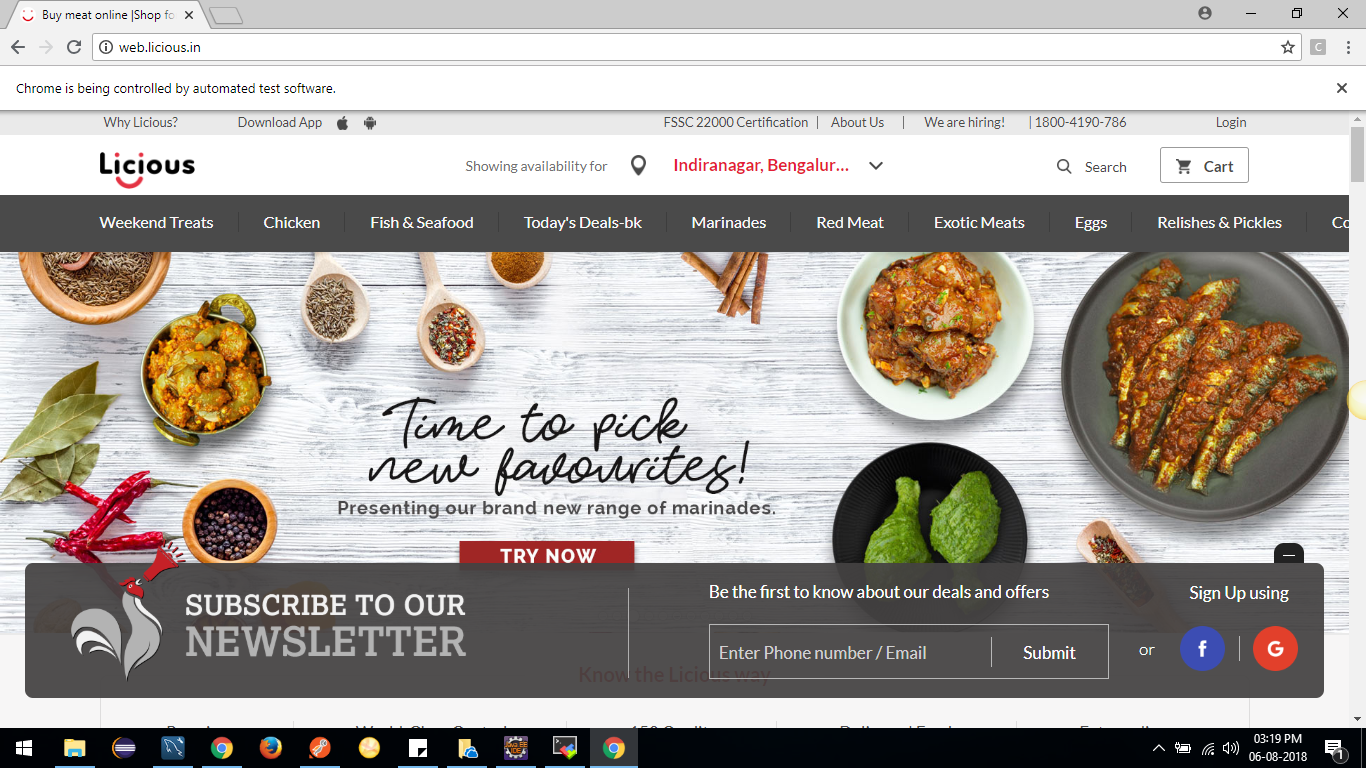 Buy meat online |Shop fo
web.licious.in
C
Chrome is being controlled by automated test software.
Why Licious? Download App FSSC 22000 Certification | About Us | We are hiring! | 1800-4190-786 Login
Licious Showing availability for Indiranagar, Bengalur... Search Cart
Weekend Treats Chicken Fish & Seafood Today's Deals-bk Marinades Red Meat Exotic Meats Eggs Relishes & Pickles Co
Time to pick
new favourites!
Presenting our brand new range of marinades.
TRY NOW
SUBSCRIBE TO OUR
NEWSLETTER
Be the first to know about our deals and offers Sign Up using
Enter Phone number / Email Submit or f G
Know the Licious way
03:19 PM
06-08-2018
1